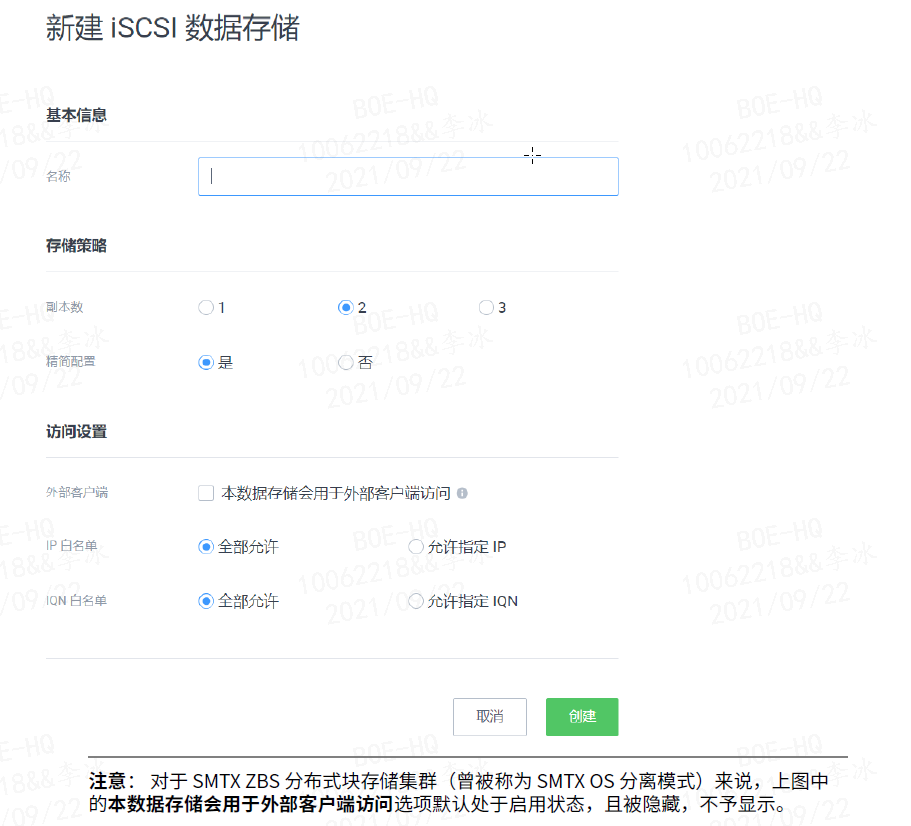 新建 iSCSI 数据存储
基本信息
名称
存储策略
副本数 1 2 3
精简配置 是 否
访问设置
外部客户端 本数据存储会用于外部客户端访问
IP 白名单 全部允许 允许指定 IP
IQN 白名单 全部允许 允许指定 IQN
取消 创建
注意： 对于 SMTX ZBS 分布式块存储集群（曾被称为 SMTX OS 分离模式）来说，上图中
的本数据存储会用于外部客户端访问选项默认处于启用状态，且被隐藏，不予显示。
BOE-HQ
10062218&&李冰
2021/09/22